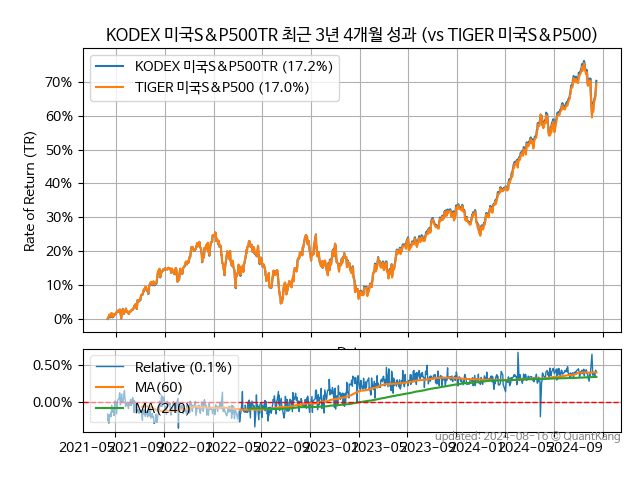 KODEX 미국S&P500TR 최근 3년 4개월 성과 (vs TIGER 미국S&P500)
KODEX 미국S&P500TR (17.2%)
TIGER 미국S&P500 (17.0%)
Rate of Return (TR)
70%
60%
50%
40%
30%
20%
10%
0%
Relative (0.1%)
MA(60)
MA(240)
0.50%
0.00%
2021-05
2021-09
2022-01
2022-05
2022-09
2023-01
2023-05
2023-09
2024-01
2024-05
2024-09
updated: 2024-08-16 © QuantKang